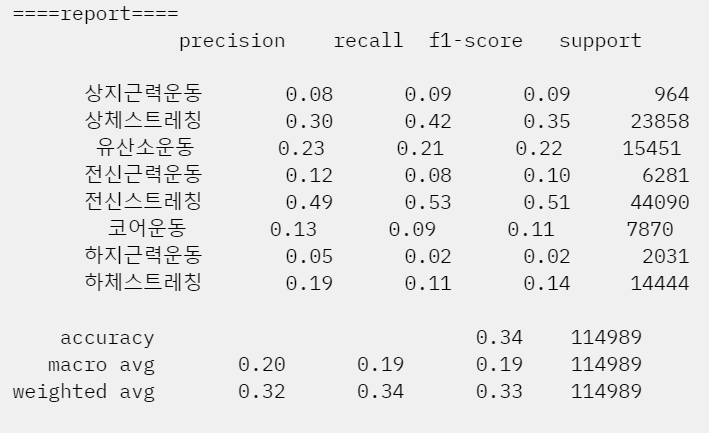 ====report====
precision recall f1-score support
상지근력운동 0.08 0.09 0.09 964
상체스트레칭 0.30 0.42 0.35 23858
유산소운동 0.23 0.21 0.22 15451
전신근력운동 0.12 0.08 0.10 6281
전신스트레칭 0.49 0.53 0.51 44090
코어운동 0.13 0.09 0.11 7870
하지근력운동 0.05 0.02 0.02 2031
하체스트레칭 0.19 0.11 0.14 14444
accuracy 0.34 114989
macro avg 0.20 0.19 0.19 114989
weighted avg 0.32 0.34 0.33 114989